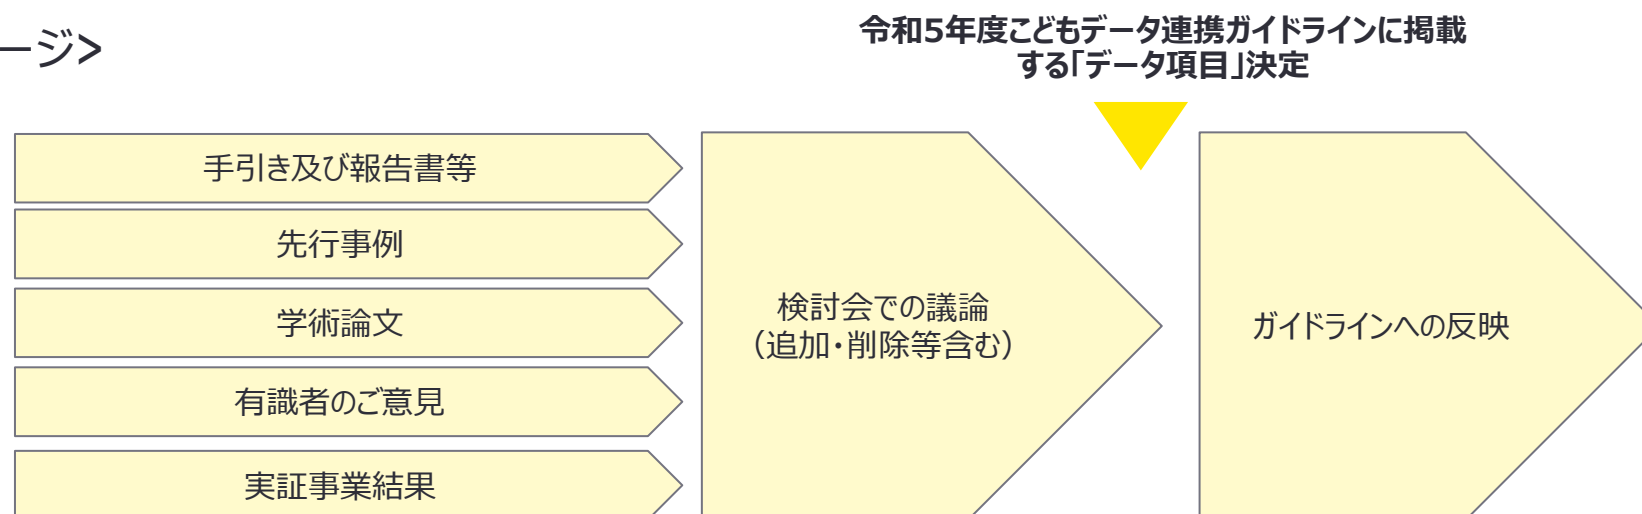 ージ>
令和5年度こどもデータ連携ガイドラインに掲載
する「データ項目」決定
手引き及び報告書等
先行事例
学術論文
有識者のご意見
実証事業結果
検討会での議論
（追加・削除等含む）
ガイドラインへの反映